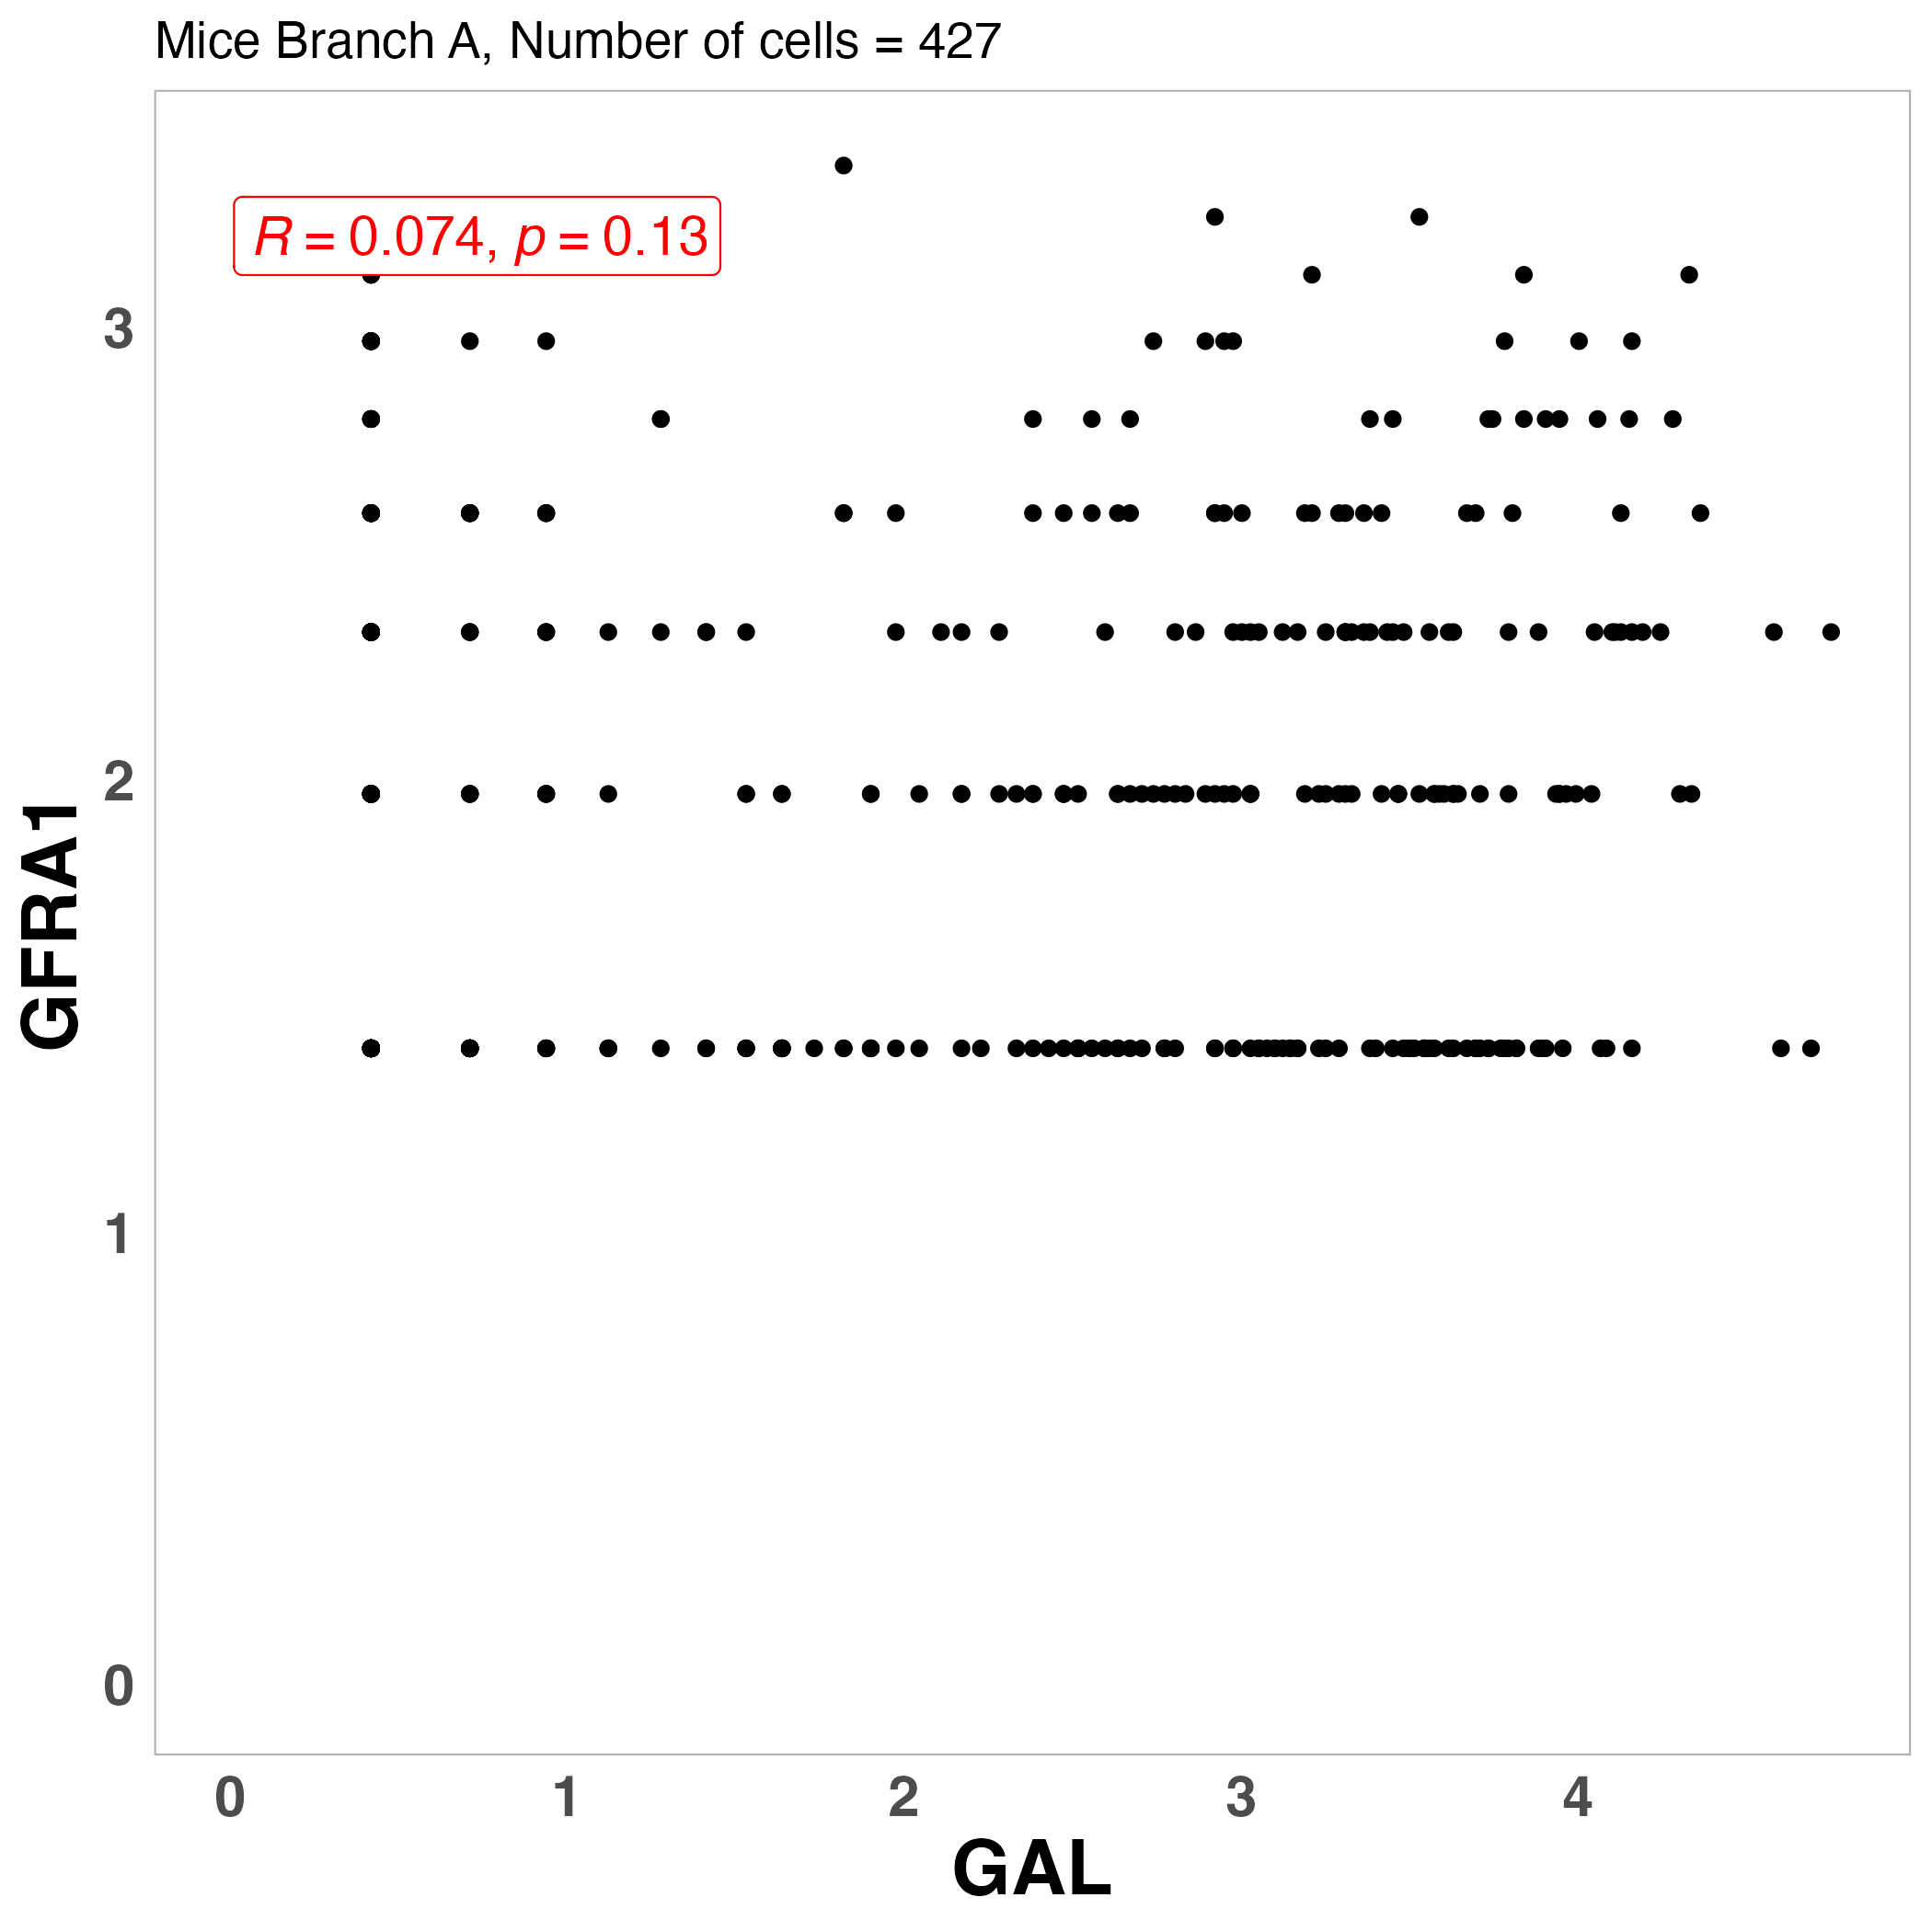 Mice Branch A, Number of cells = 427
R = 0.074, p = 0.13
3
2
1
0
GFRA1
0 1 2 3 4
GAL